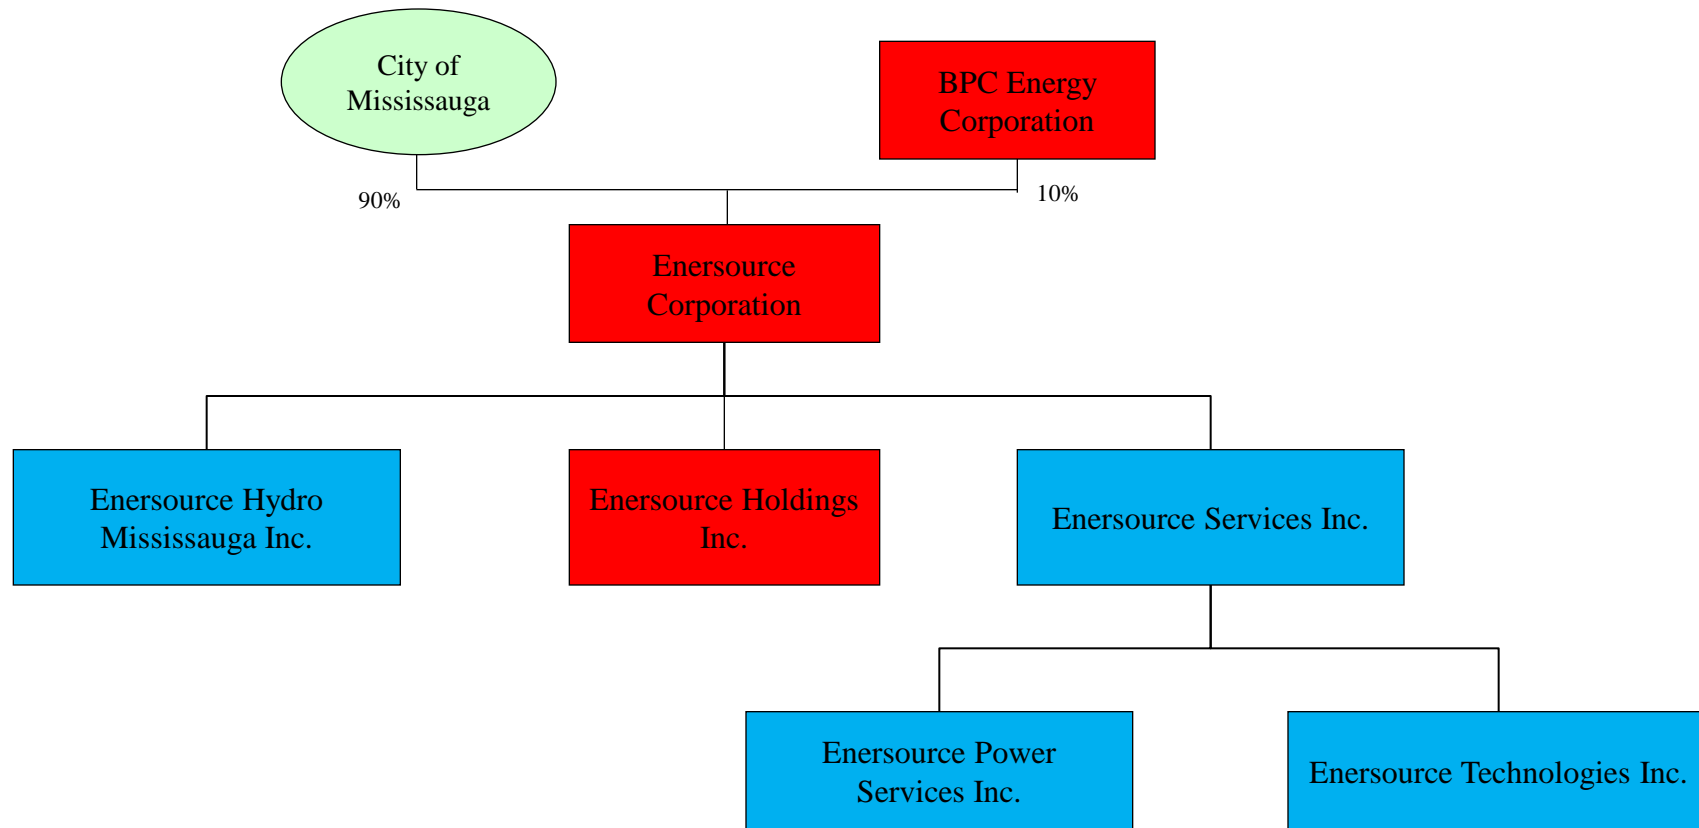 City of
Mississauga
BPC Energy
Corporation
90%
10%
Enersource
Corporation
Enersource Hydro
Mississauga Inc.
Enersource Holdings
Inc.
Enersource Services Inc.
Enersource Power
Services Inc.
Enersource Technologies Inc.